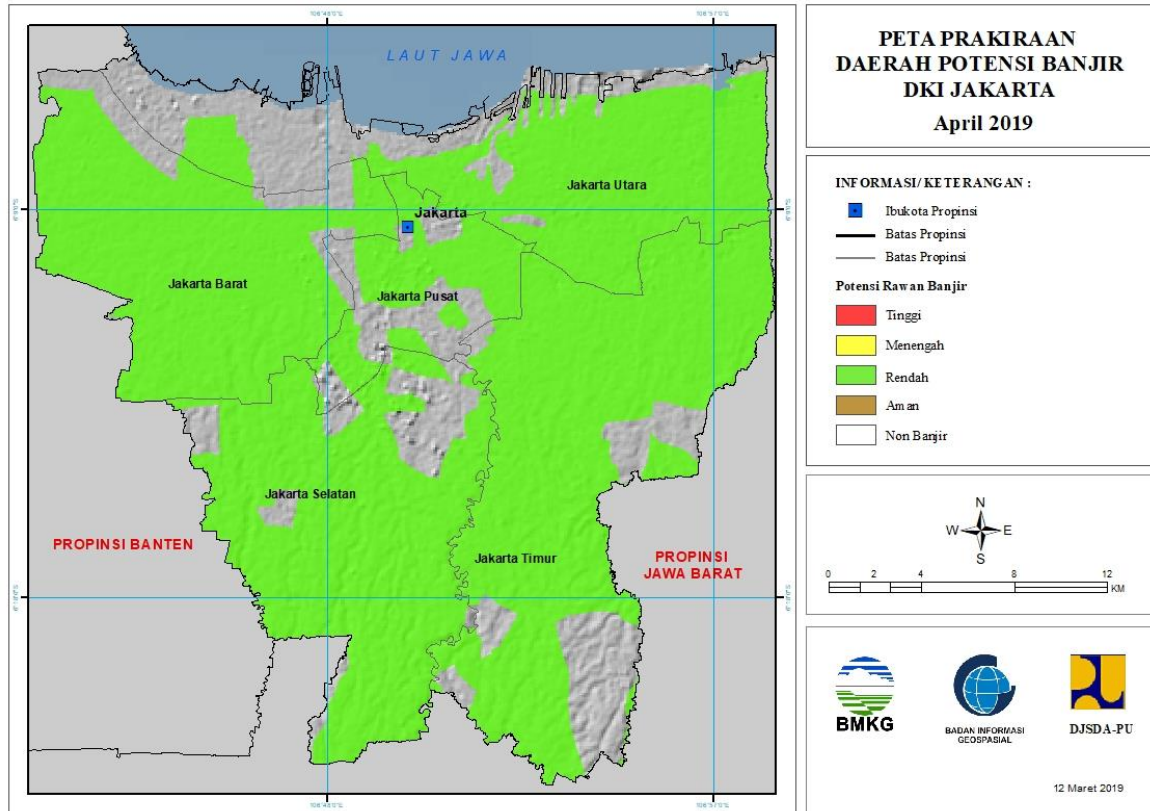 PETA PRAKIRAAN
DAERAH POTENSI BANJIR
DKI JAKARTA
April 2019
INFORMASI/ KETERANGAN :
Ibukota Propinsi
Batas Propinsi
Batas Propinsi
Potensi Rawan Banjir
Tinggi
Menengah
Rendah
Aman
Non Banjir
N
W E
S
0 2 4 8 12
KM
BMKG
BADAN INFORMASI
GEOSPASIAL
DJSDA-PU
12 Maret 2019
LAUT JAWA
Jakarta Utara
Jakarta
Jakarta Barat
Jakarta Pusat
Jakarta Selatan
Jakarta Timur
PROPINSI BANTEN
PROPINSI
JAWA BARAT